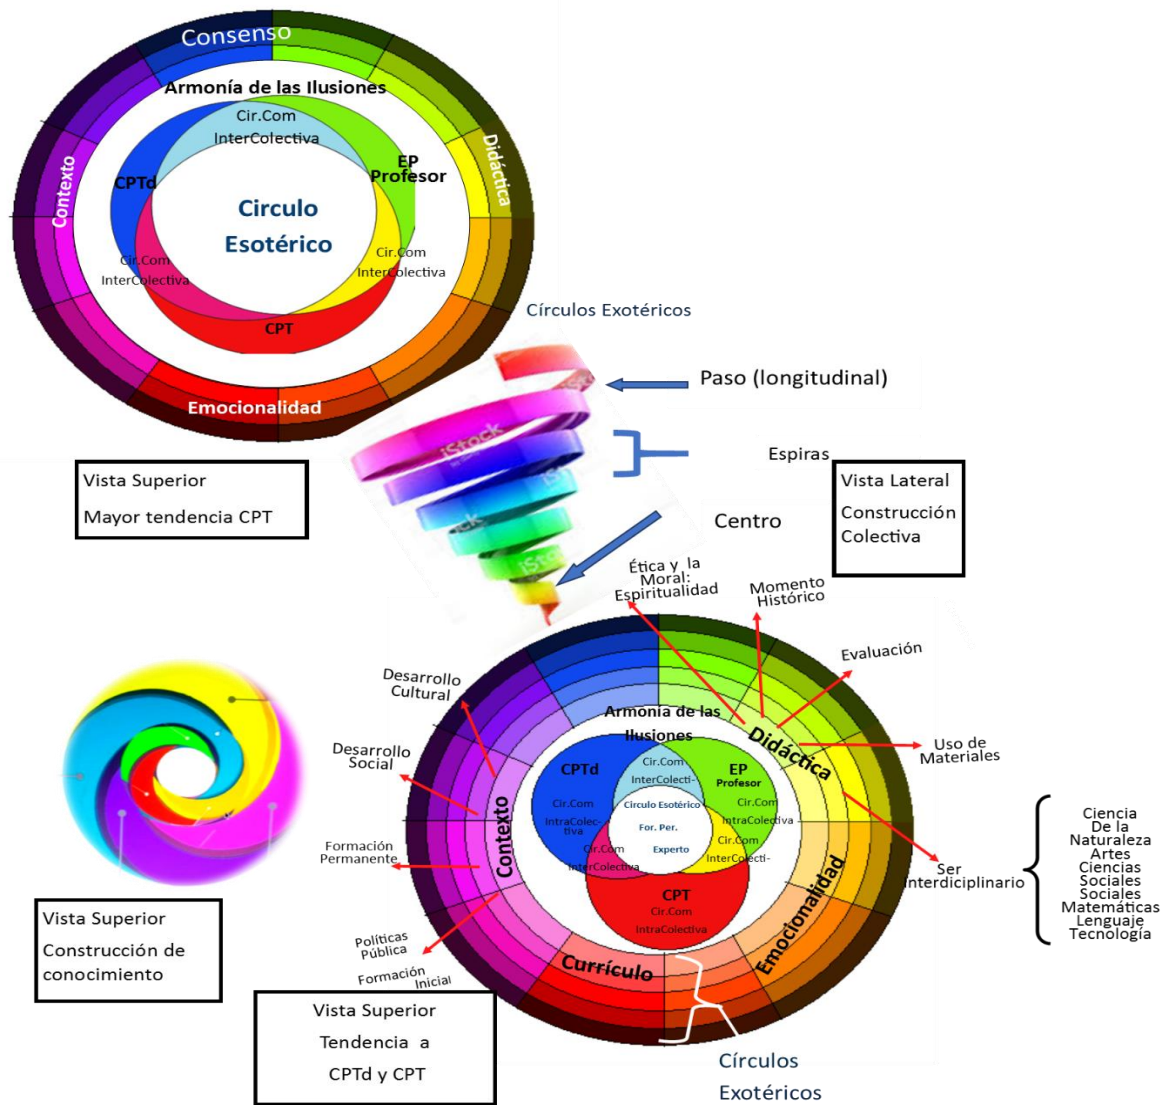 Consenso
Armonía de las Ilusiones
Cir.Com
InterColectiva
Contexto
Didáctica
CPTd
EP
Profesor
Circulo
Esotérico
Cir.Com
InterColectiva
Cir.Com
InterColectiva
CPT
Emocionalidad
Círculos Exotéricos
Paso (longitudinal)
iStock
Espiras
Centro
Vista Superior
Mayor tendencia CPT
Vista Lateral
Construcción
Colectiva
Ética y la
Moral:
Espiritualidad
Momento
Histórico
Evaluación
Uso de
Materiales
Ser
Interdiciplinario
Ciencia
De la
Naturaleza
Artes
Ciencias
Sociales
Sociales
Matemáticas
Lenguaje
Tecnología
Desarrollo
Cultural
Desarrollo
Social
Formación
Permanente
Políticas
Pública
Formación
Inicial
Armonía de las
Ilusiones
Didáctica
Contexto
Emocionalidad
Currículo
CPTd
Cir.Com
IntraColec-
tiva
Cir.Com
InterColecti-
EP
Profesor
Cir.Com
IntraColectiva
Circulo Esotérico
For. Per.
Experto
Cir.Com
InterColectiva
Cir.Com
InterColecti-
CPT
Cir.Com
IntraColectiva
Círculos
Exotéricos
Vista Superior
Construcción de
conocimiento
Vista Superior
Tendencia a
CPTd y CPT